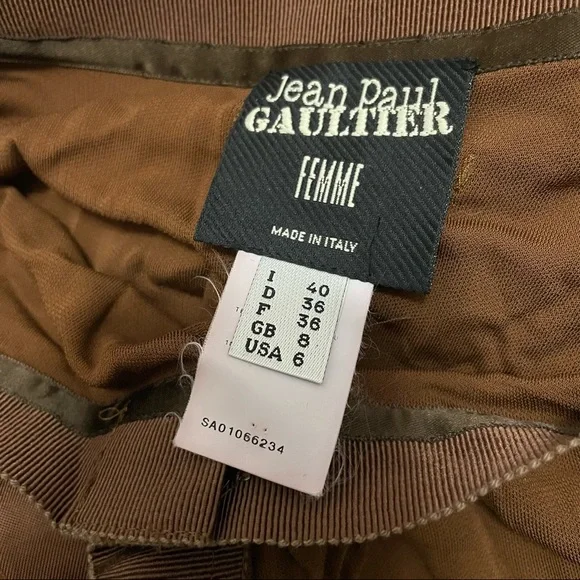 Jean Paul
GAULTIER
FEMME
MADE IN ITALY
I 40
D 36
F 36
GB 8
USA 6
SA01066234